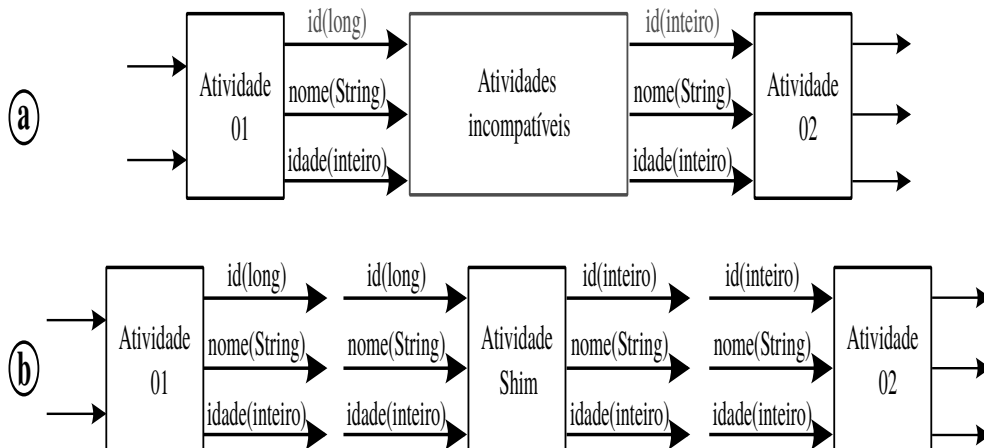 id(long)
id(inteiro)
Atividade
01
nome(String)
Atividades
incompatíveis
nome(String)
Atividade
02
idade(inteiro)
idade(inteiro)
a
id(long)
id(long)
id(inteiro)
id(inteiro)
Atividade
01
nome(String)
nome(String)
Atividade
Shim
nome(String)
nome(String)
Atividade
02
idade(inteiro)
idade(inteiro)
idade(inteiro)
idade(inteiro)
b